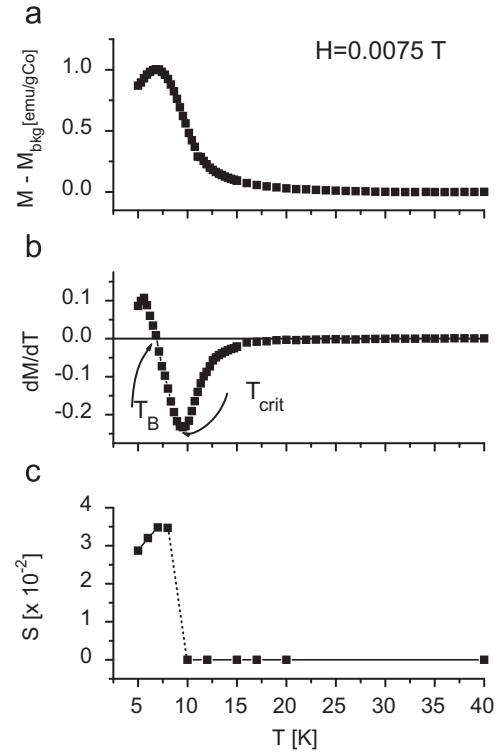 a
H=0.0075 T
M - M_bkg[emu/gCo]
1.0
0.5
0.0
b
dM/dT
0.1
0.0
-0.1
-0.2
T_B
T_crit
c
S [x 10^-2]
4
3
2
1
0
5 10 15 20 25 30 35 40
T [K]